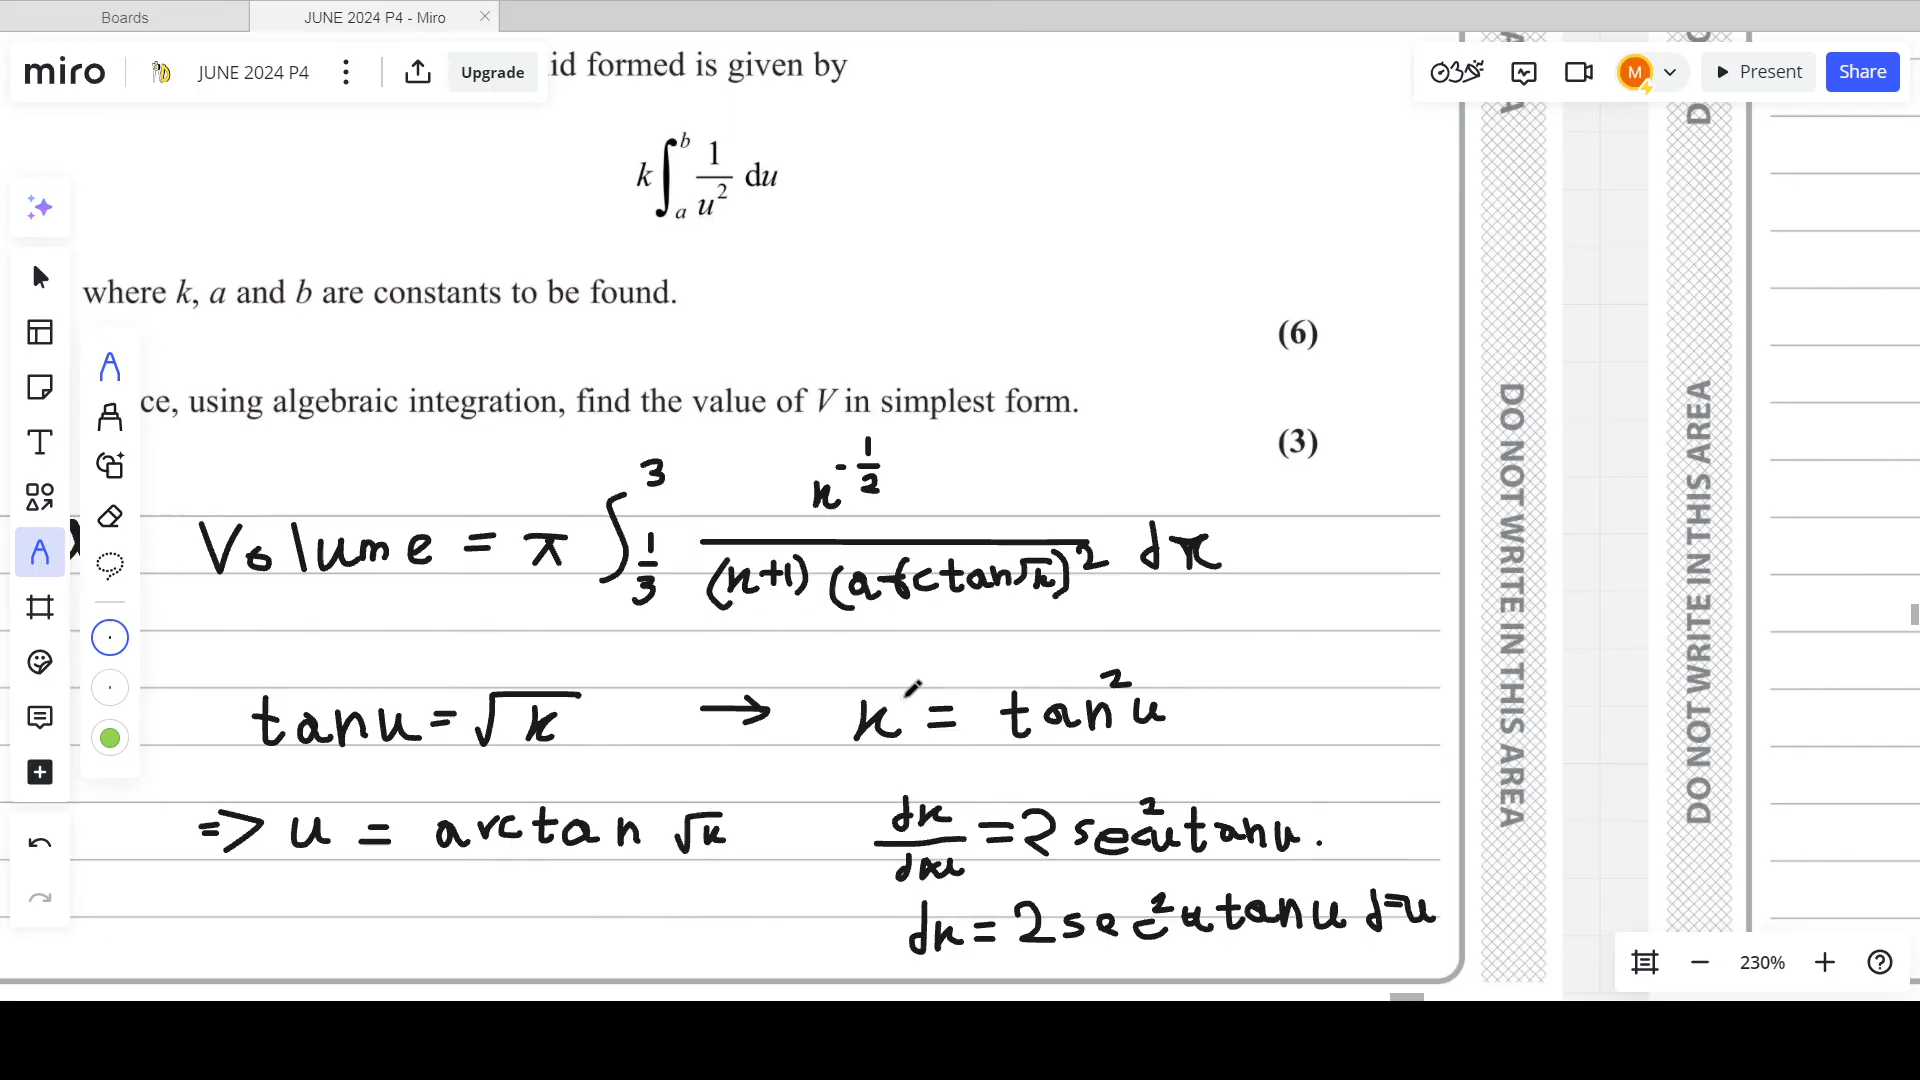 Boards
JUNE 2024 P4 - Miro
miro
JUNE 2024 P4
Upgrade
id formed is given by
Present
Share
k∫ₐᵇ 1/u² du
where k, a and b are constants to be found.
(6)
ce, using algebraic integration, find the value of V in simplest form.
(3)
Volume = π ∫_{1/3}^{3} x^{-1/2} / (x+1)(arctan√x)² dx
tanu = √x → x = tan²u
=> u = arctan √x
dx/du = 2 sec²u tanu.
dx = 2 sec²u tanu du
DO NOT WRITE IN THIS AREA
DO NOT WRITE IN THIS AREA
230%